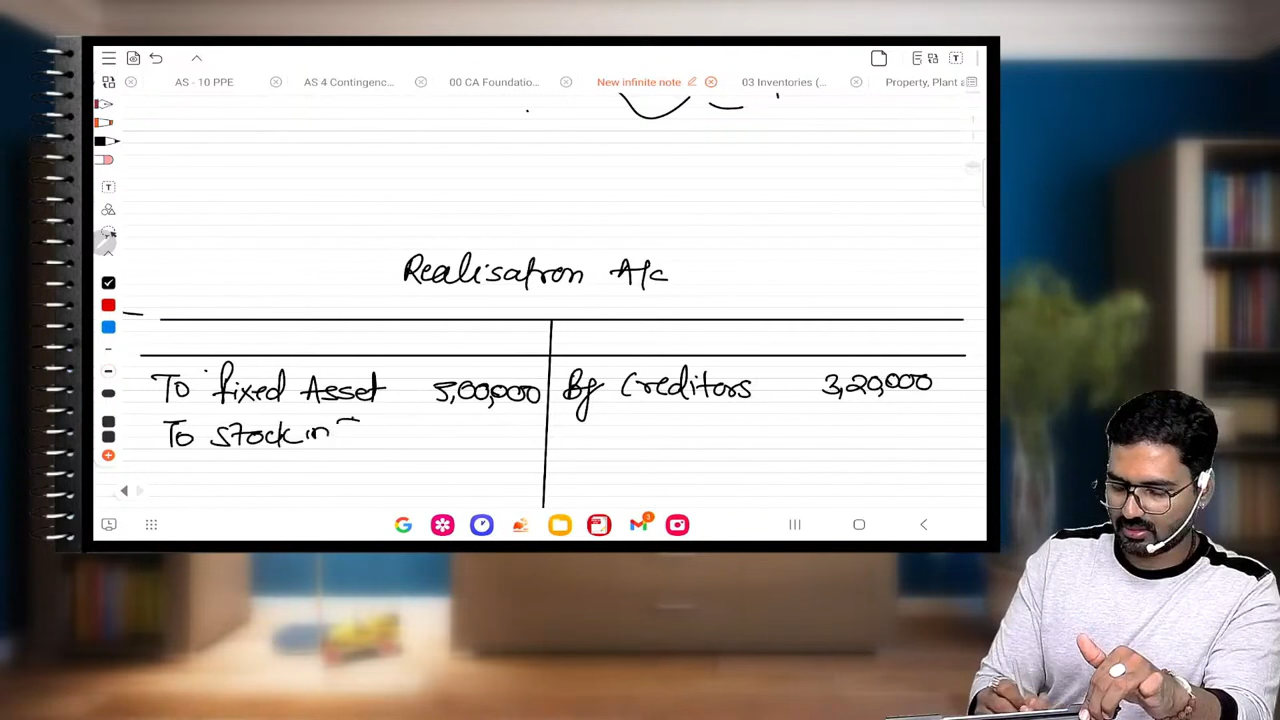 AS - 10 PPE
AS 4 Contingenc...
00 CA Foundatio...
New infinite note
03 Inventories (...
Property, Plant a
Realisation A/c
To fixed Asset 5,00,000 By Creditors 3,20,000
To stock in